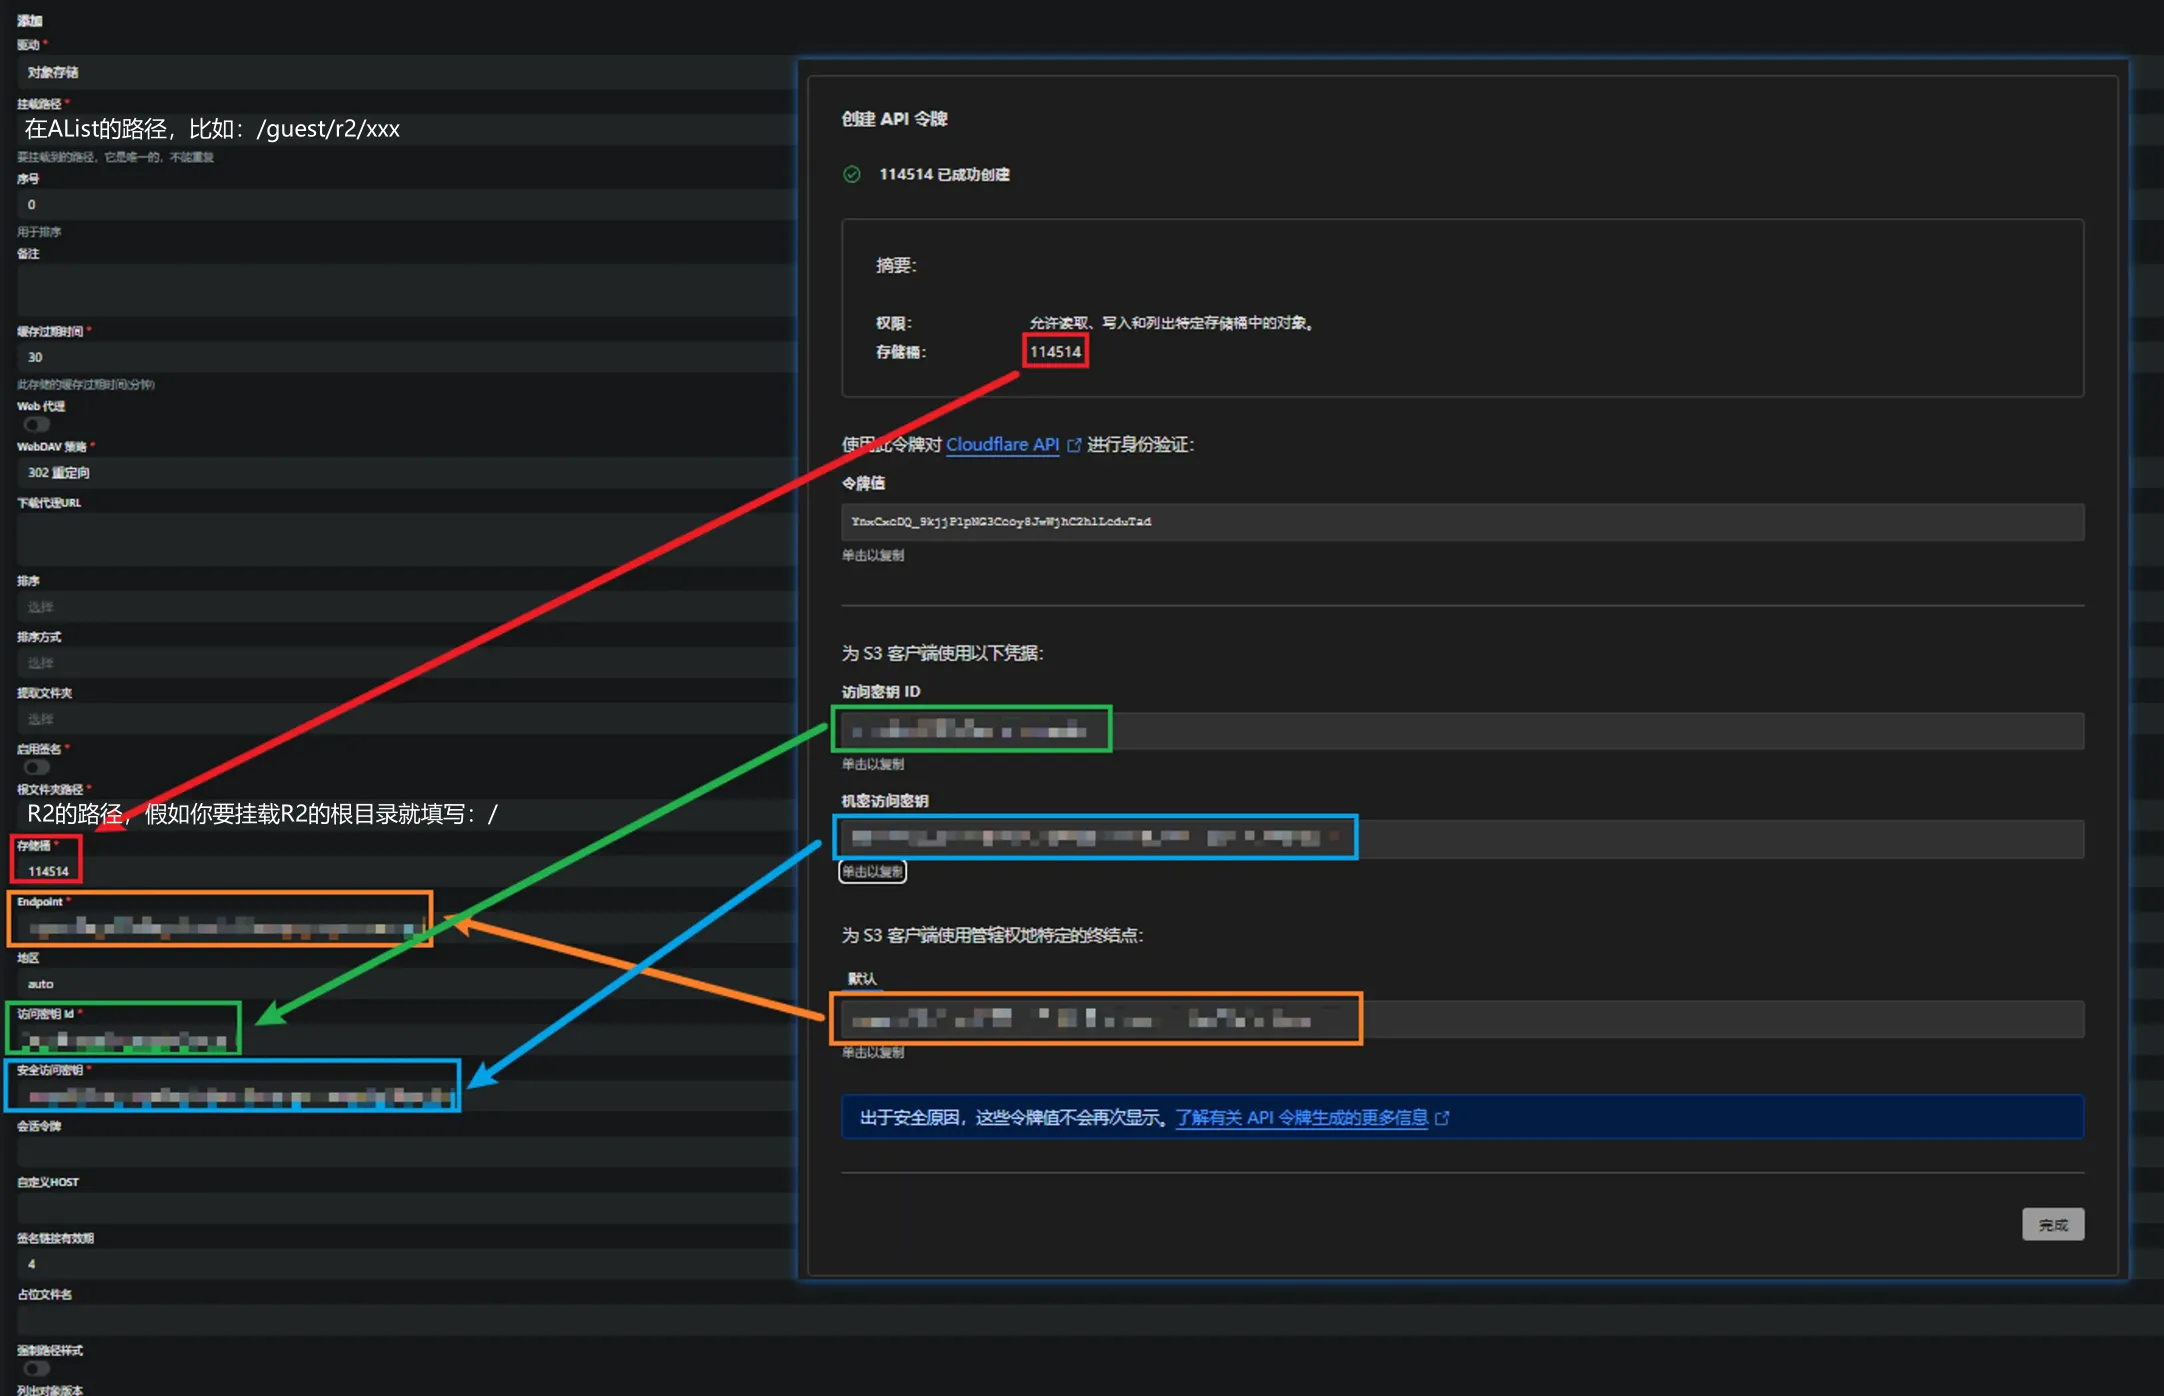 添加
驱动 *
对象存储
挂载路径 *
在AList的路径，比如：/guest/r2/xxx
要挂载到的路径，它是唯一的，不能重复
序号
0
用于排序
备注
缓存过期时间 *
30
此存储的缓存过期时间(分钟)
Web 代理
WebDAV 策略 *
302 重定向
下载代理URL
排序
选择
排序方式
选择
提取文件夹
选择
启用签名 *
根文件夹路径 *
R2的路径，假如你要挂载R2的根目录就填写：/
存储桶 *
114514
Endpoint *
地区
auto
访问密钥 Id *
安全访问密钥 *
会话令牌
自定义HOST
签名链接有效期
4
占位文件名
强制路径样式
列出对象版本
创建 API 令牌
114514 已成功创建
摘要：
权限： 允许读取、写入和列出特定存储桶中的对象。
存储桶： 114514
使用此令牌对 Cloudflare API 进行身份验证：
令牌值
单击以复制
为 S3 客户端使用以下凭据：
访问密钥 ID
单击以复制
机密访问密钥
单击以复制
为 S3 客户端使用管辖权地特定的终结点：
默认
单击以复制
出于安全原因，这些令牌值不会再次显示。了解有关 API 令牌生成的更多信息
完成